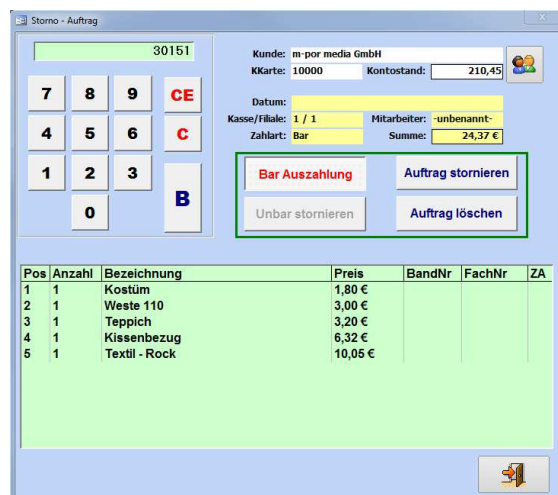 Storno - Auftrag
30151
7 8 9 CE
4 5 6 C
1 2 3 B
0
Kunde: m-por media GmbH
KKarte: 10000 Kontostand: 210,45
Datum:
Kasse/Filiale: 1 / 1 Mitarbeiter: -unbenannt-
Zahlart: Bar Summe: 24,37 €
Bar Auszahlung Auftrag stornieren
Unbar stornieren Auftrag löschen
Pos Anzahl Bezeichnung Preis BandNr FachNr ZA
1 1 Kostüm 1,80 €
2 1 Weste 110 3,00 €
3 1 Teppich 3,20 €
4 1 Kissenbezug 6,32 €
5 1 Textil - Rock 10,05 €